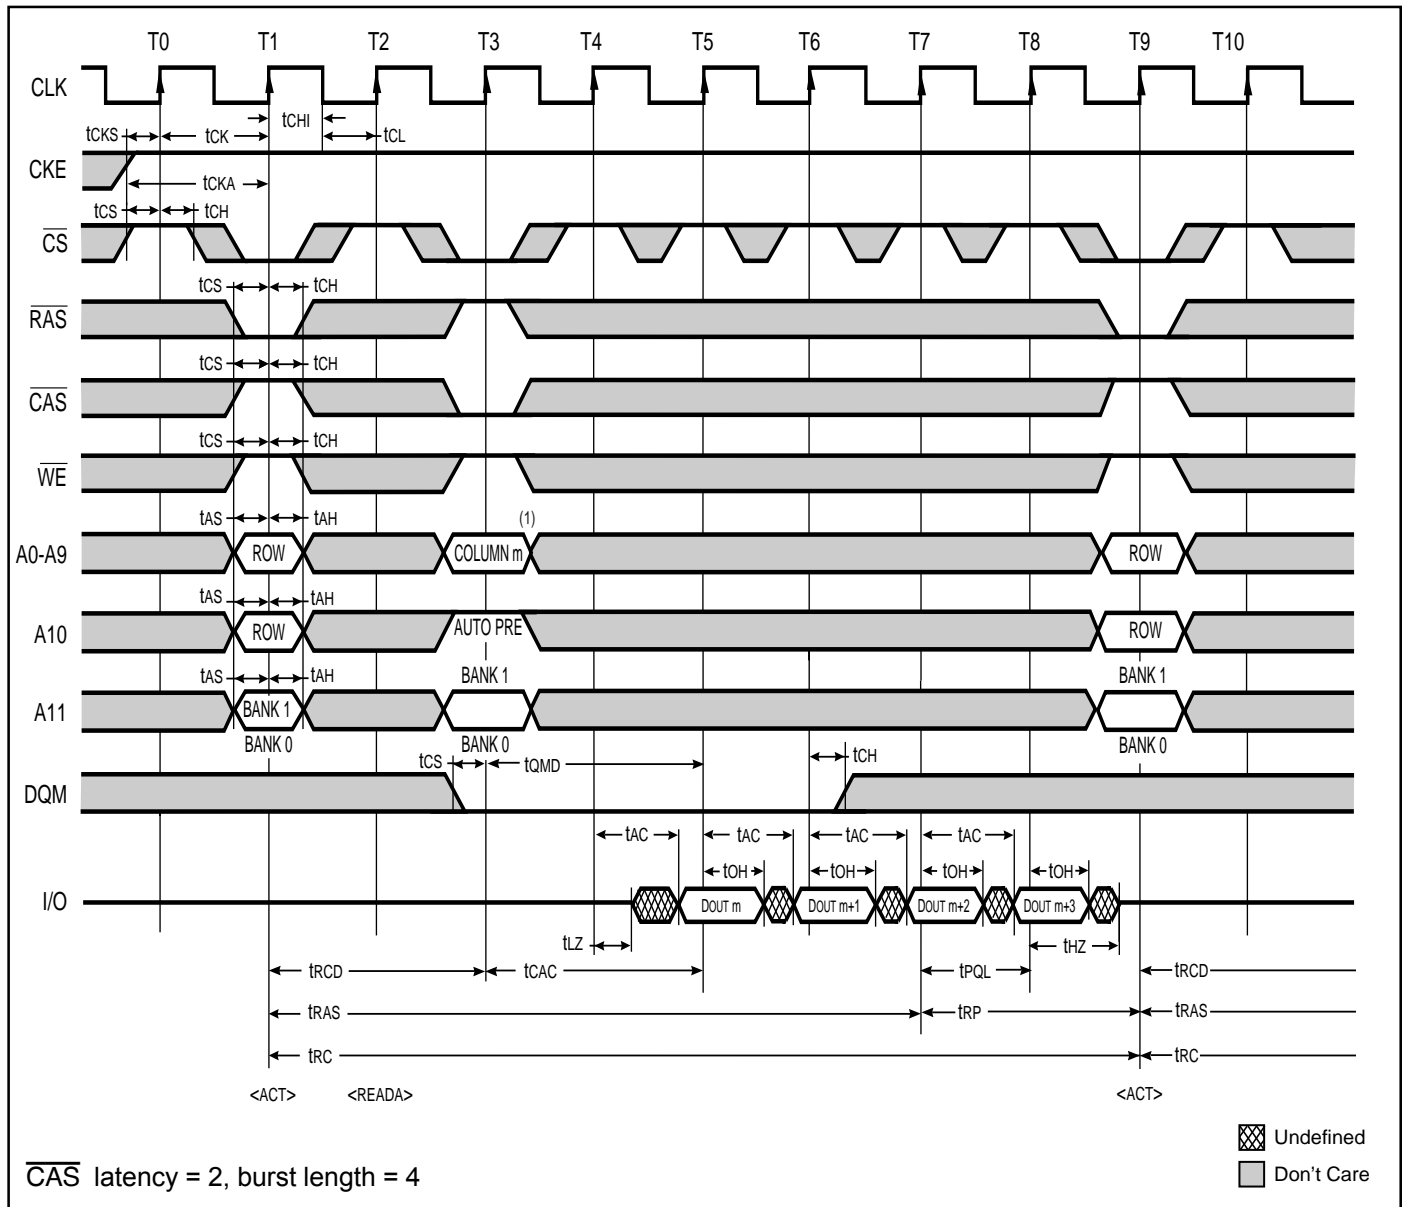 T0 T1 T2 T3 T4 T5 T6 T7 T8 T9 T10
CLK
tCHI
tCKS tCK tCL
CKE
tCKA
tCS tCH
CS
tCS tCH
RAS
tCS tCH
CAS
tCS tCH
WE
tAS tAH (1)
A0-A9 ROW COLUMN m ROW
tAS tAH
A10 ROW AUTO PRE ROW
tAS tAH BANK 1 BANK 1
A11 BANK 1
BANK 0 BANK 0 BANK 0
tCS tQMD tCH
DQM
tAC tAC tAC tAC
tOH tOH tOH tOH
I/O DOUT m DOUT m+1 DOUT m+2 DOUT m+3
tLZ tHZ
tRCD tCAC tPQL tRCD
tRAS tRP tRAS
tRC tRC
<ACT> <READA> <ACT>
Undefined
Don't Care
CAS latency = 2, burst length = 4